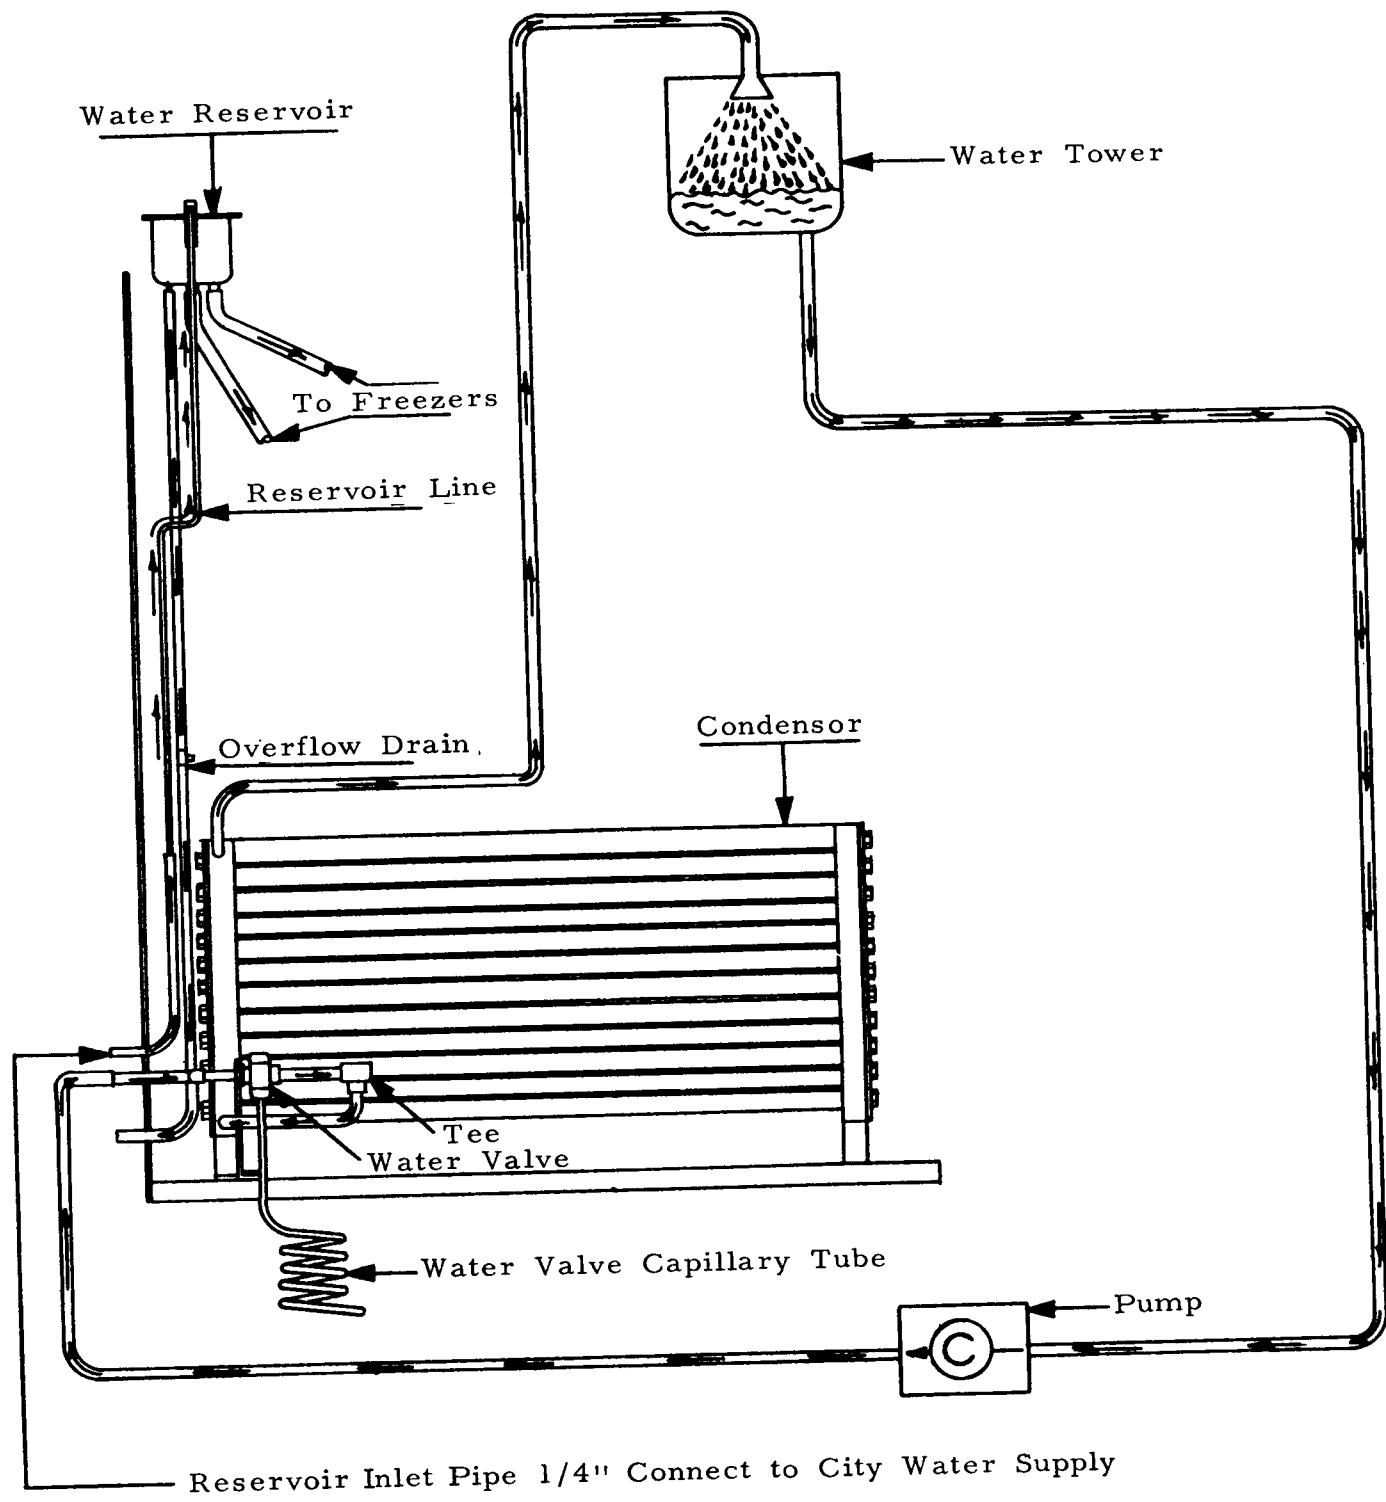 Water Reservoir
Water Tower
To Freezers
Reservoir Line
Condensor
Overflow Drain
Tee
Water Valve
Water Valve Capillary Tube
Pump
C
Reservoir Inlet Pipe 1/4" Connect to City Water Supply